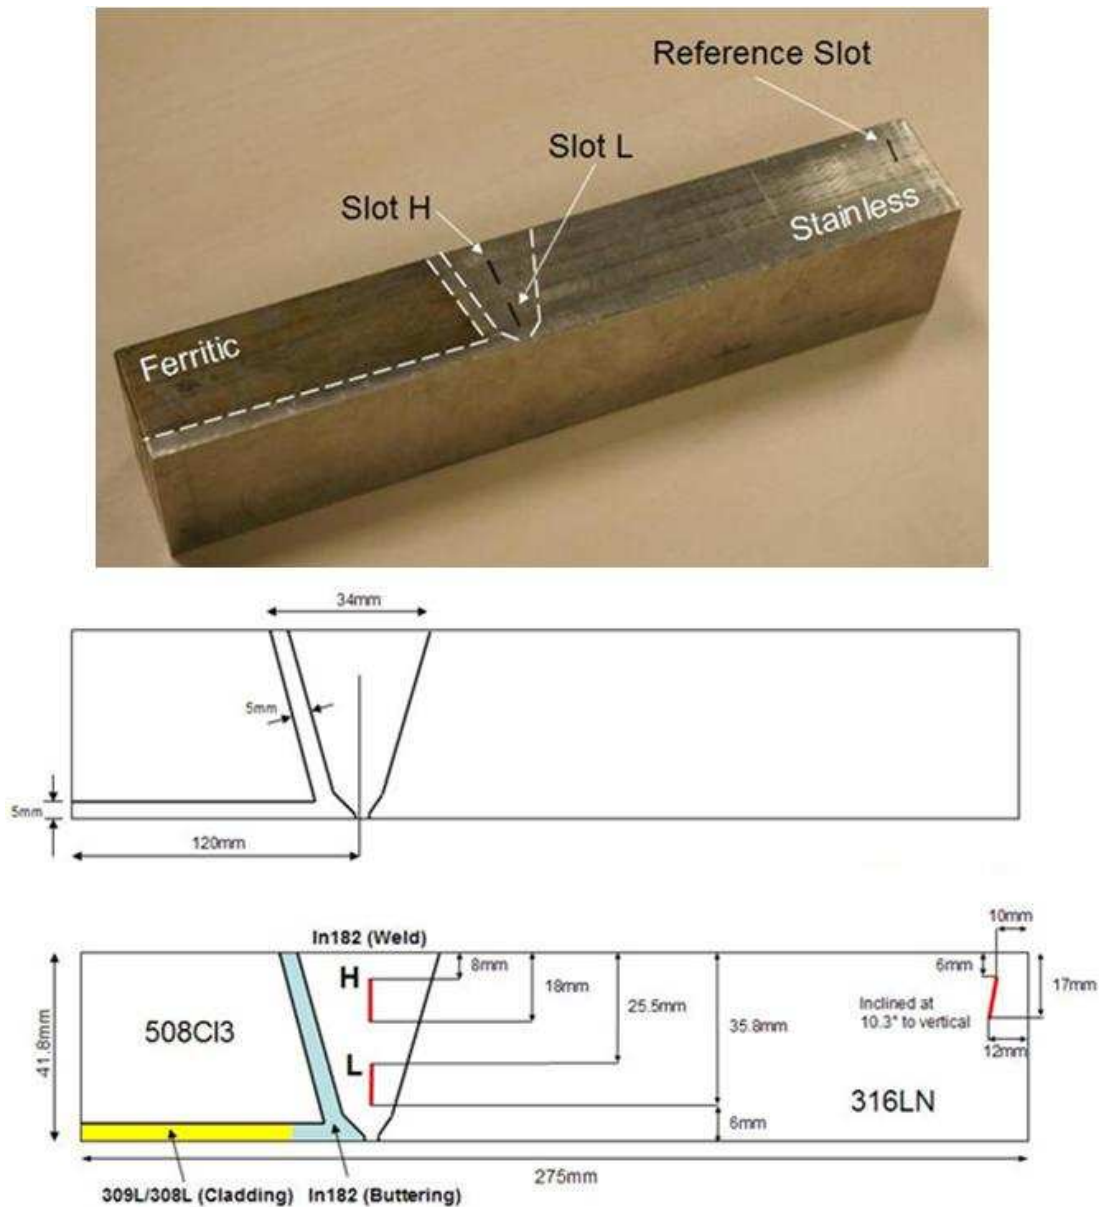 Reference Slot
Slot L
Slot H
Stainless
Ferritic
34mm
5mm
5mm
120mm
In182 (Weld)
10mm
H
8mm
6mm
18mm
17mm
25.5mm
Inclined at
10.3° to vertical
508Cl3
41.8mm
35.8mm
L
12mm
316LN
6mm
275mm
309L/308L (Cladding)
In182 (Buttering)